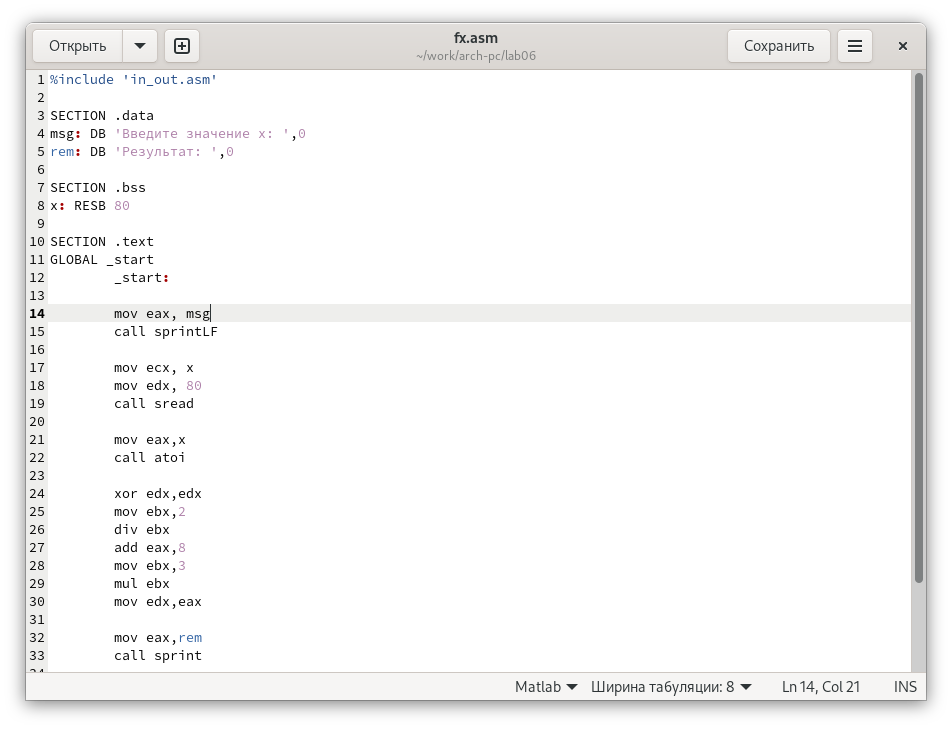 Открыть
fx.asm
~/work/arch-pc/lab06
Сохранить
1 %include 'in_out.asm'
2
3 SECTION .data
4 msg: DB 'Введите значение x: ',0
5 rem: DB 'Результат: ',0
6
7 SECTION .bss
8 x: RESB 80
9
10 SECTION .text
11 GLOBAL _start
12         _start:
13
14         mov eax, msg
15         call sprintLF
16
17         mov ecx, x
18         mov edx, 80
19         call sread
20
21         mov eax,x
22         call atoi
23
24         xor edx,edx
25         mov ebx,2
26         div ebx
27         add eax,8
28         mov ebx,3
29         mul ebx
30         mov edx,eax
31
32         mov eax,rem
33         call sprint
Matlab Ширина табуляции: 8 Ln 14, Col 21 INS